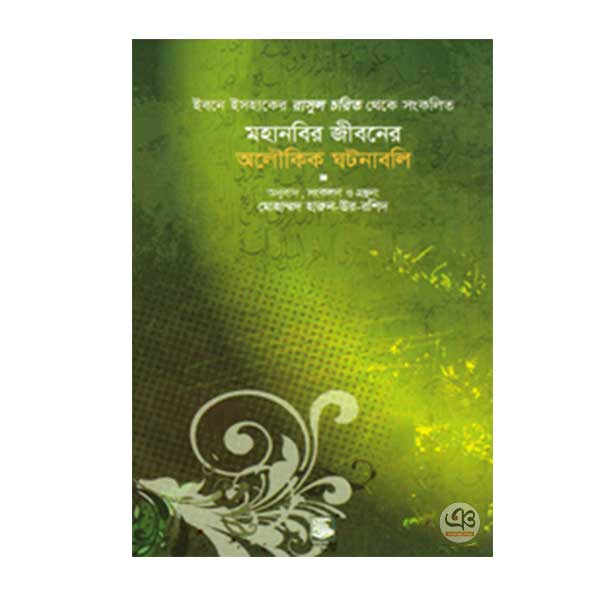 ইবনে ইসহাকের রাসুল চরিত থেকে সংকলিত
মহানবির জীবনের
অলৌকিক ঘটনাবলি
অনুবাদ, সংকলন ও গ্রন্থনা
মোহাম্মদ হারুন-উর-রশিদ